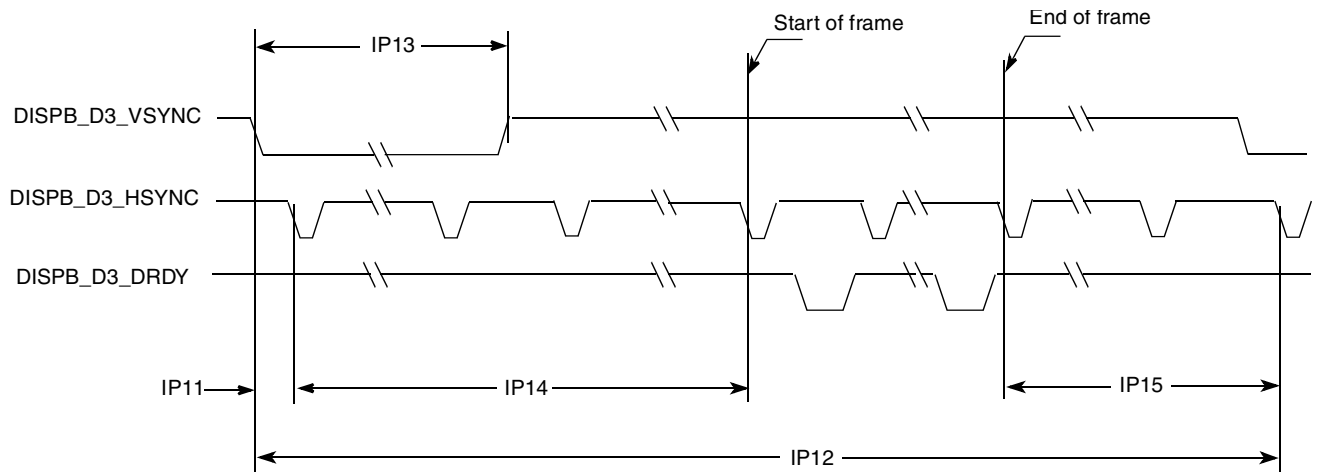 Start of frame
End of frame
IP13
DISPB_D3_VSYNC
DISPB_D3_HSYNC
DISPB_D3_DRDY
IP11
IP14
IP15
IP12